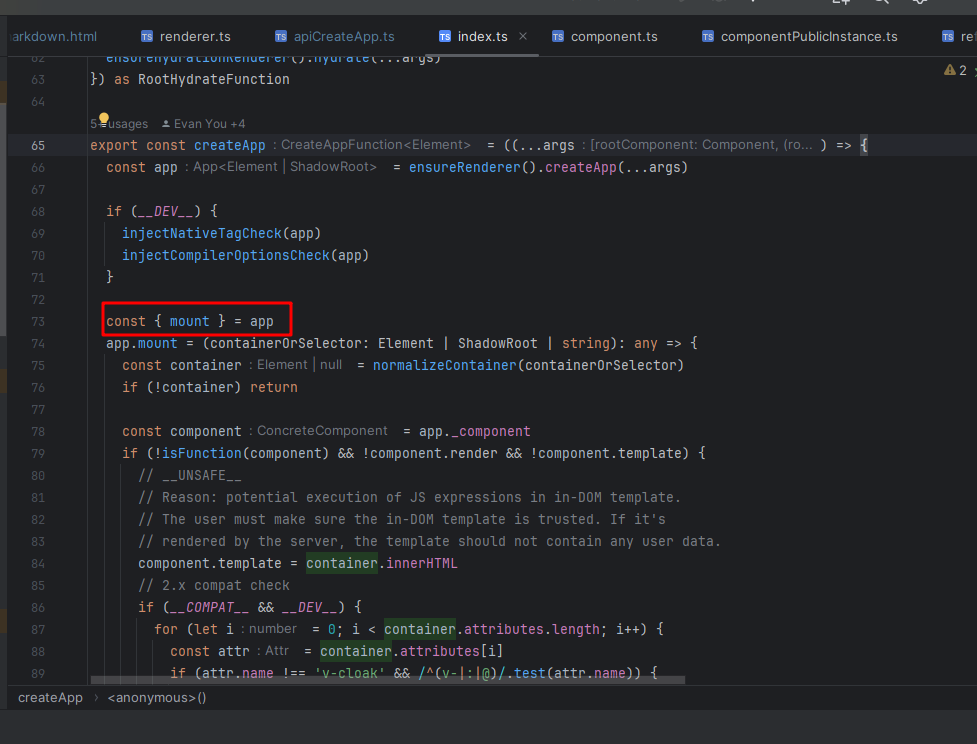 arkdown.html renderer.ts apiCreateApp.ts index.ts × component.ts componentPublicInstance.ts
62 ensureHydrationRenderer().hydrate(...args)
63 }) as RootHydrateFunction
2
64
5 usages Evan You +4
65 export const createApp : CreateAppFunction<Element> = ((...args : [rootComponent: Component, (ro... ) => {
66 const app : App<Element | ShadowRoot> = ensureRenderer().createApp(...args)
67
68 if (__DEV__) {
69 injectNativeTagCheck(app)
70 injectCompilerOptionsCheck(app)
71 }
72
73 const { mount } = app
74 app.mount = (containerOrSelector: Element | ShadowRoot | string): any => {
75 const container : Element | null = normalizeContainer(containerOrSelector)
76 if (!container) return
77
78 const component : ConcreteComponent = app._component
79 if (!isFunction(component) && !component.render && !component.template) {
80 // __UNSAFE__
81 // Reason: potential execution of JS expressions in in-DOM template.
82 // The user must make sure the in-DOM template is trusted. If it's
83 // rendered by the server, the template should not contain any user data.
84 component.template = container.innerHTML
85 // 2.x compat check
86 if (__COMPAT__ && __DEV__) {
87 for (let i : number = 0; i < container.attributes.length; i++) {
88 const attr : Attr = container.attributes[i]
89 if (attr.name !== 'v-cloak' && /^(v-|:|@)/.test(attr.name)) {
createApp > <anonymous>()